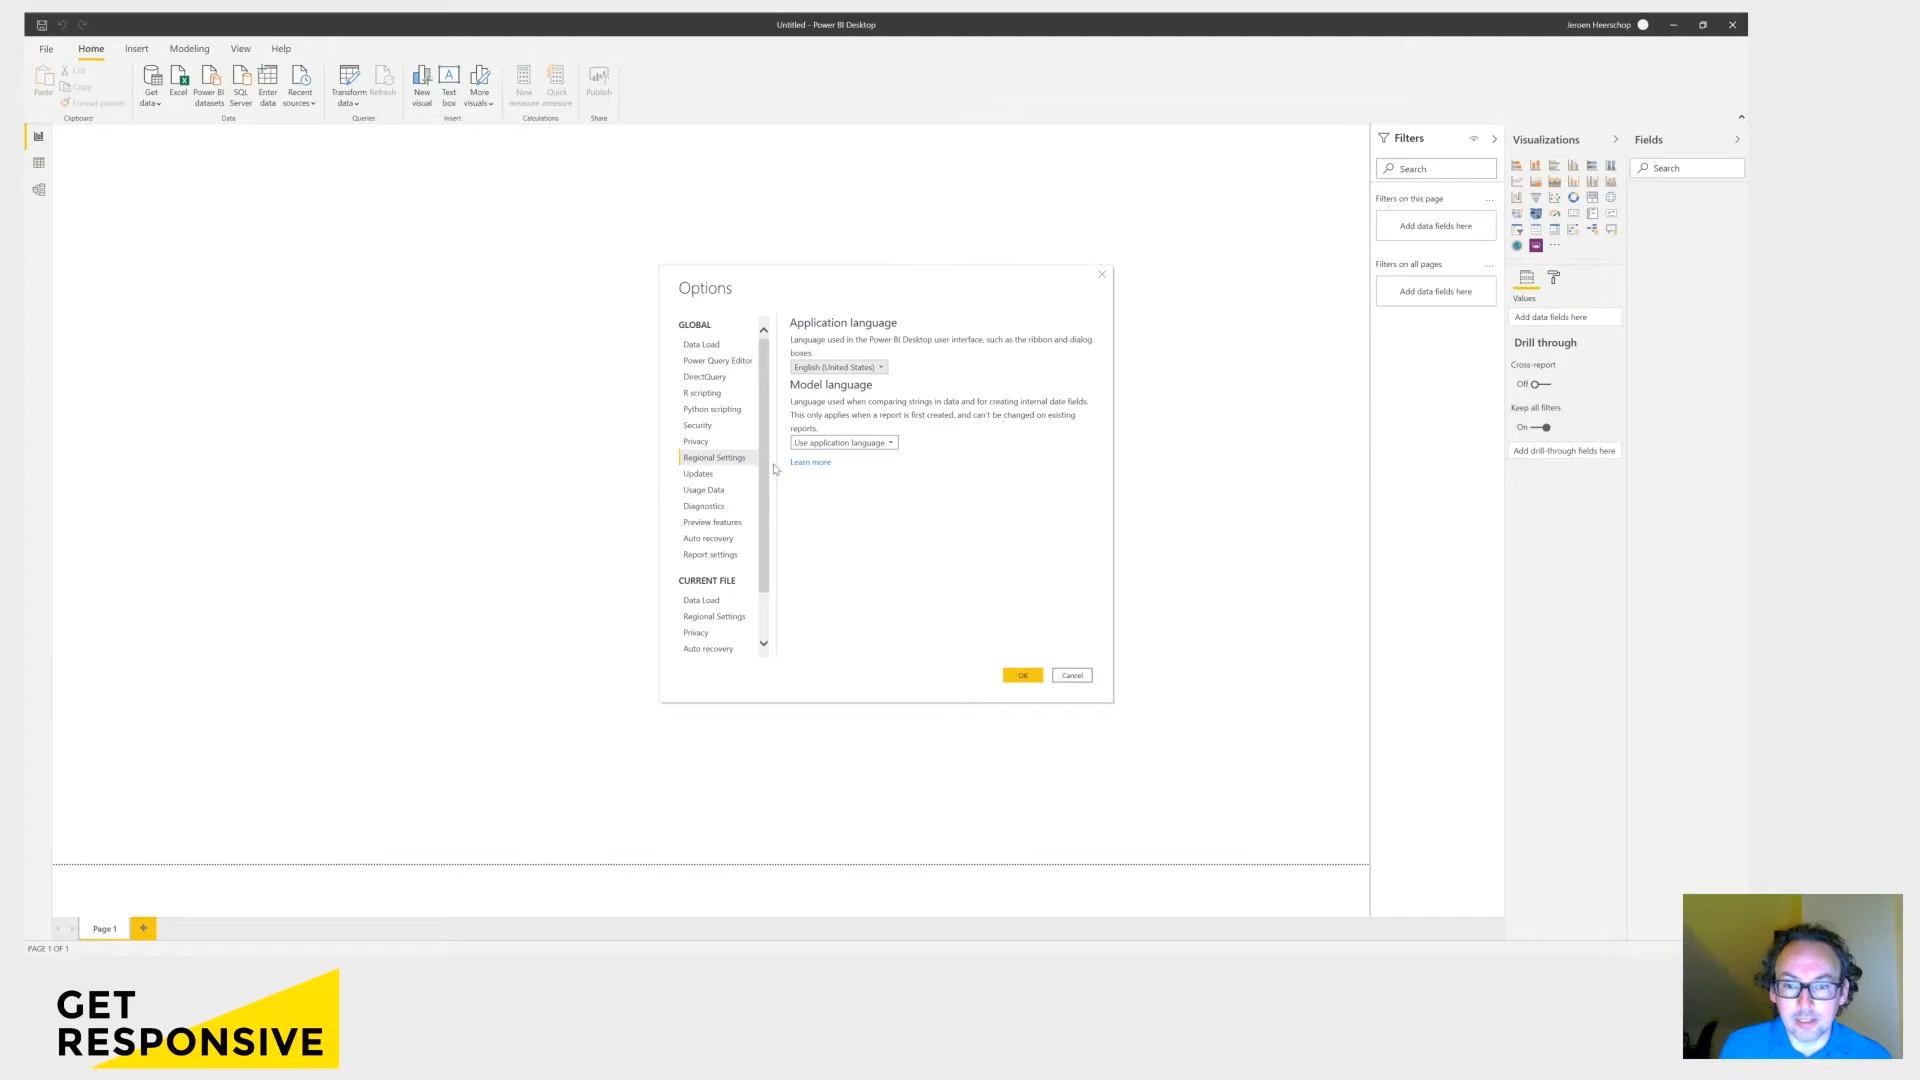 Untitled - Power BI Desktop
Jeroen Heerschop
File
Home
Insert
Modeling
View
Help
Paste
Cut
Copy
Format painter
Clipboard
Get
data
Excel
Power BI
datasets
SQL
Server
Enter
data
Recent
sources
Data
Transform
data
Refresh
Queries
New
visual
Text
box
More
visuals
Insert
New
measure
Quick
measure
Calculations
Publish
Share
Filters
Search
Filters on this page
...
Add data fields here
Filters on all pages
...
Add data fields here
Visualizations
Values
Add data fields here
Drill through
Cross-report
Off
Keep all filters
On
Add drill-through fields here
Fields
Search
Options
GLOBAL
Data Load
Power Query Editor
DirectQuery
R scripting
Python scripting
Security
Privacy
Regional Settings
Updates
Usage Data
Diagnostics
Preview features
Auto recovery
Report settings
CURRENT FILE
Data Load
Regional Settings
Privacy
Auto recovery
Application language
Language used in the Power BI Desktop user interface, such as the ribbon and dialog
boxes.
English (United States)
Model language
Language used when comparing strings in data and for creating internal date fields.
This only applies when a report is first created, and can't be changed on existing
reports.
Use application language
Learn more
OK
Cancel
Page 1
PAGE 1 OF 1
GET
RESPONSIVE